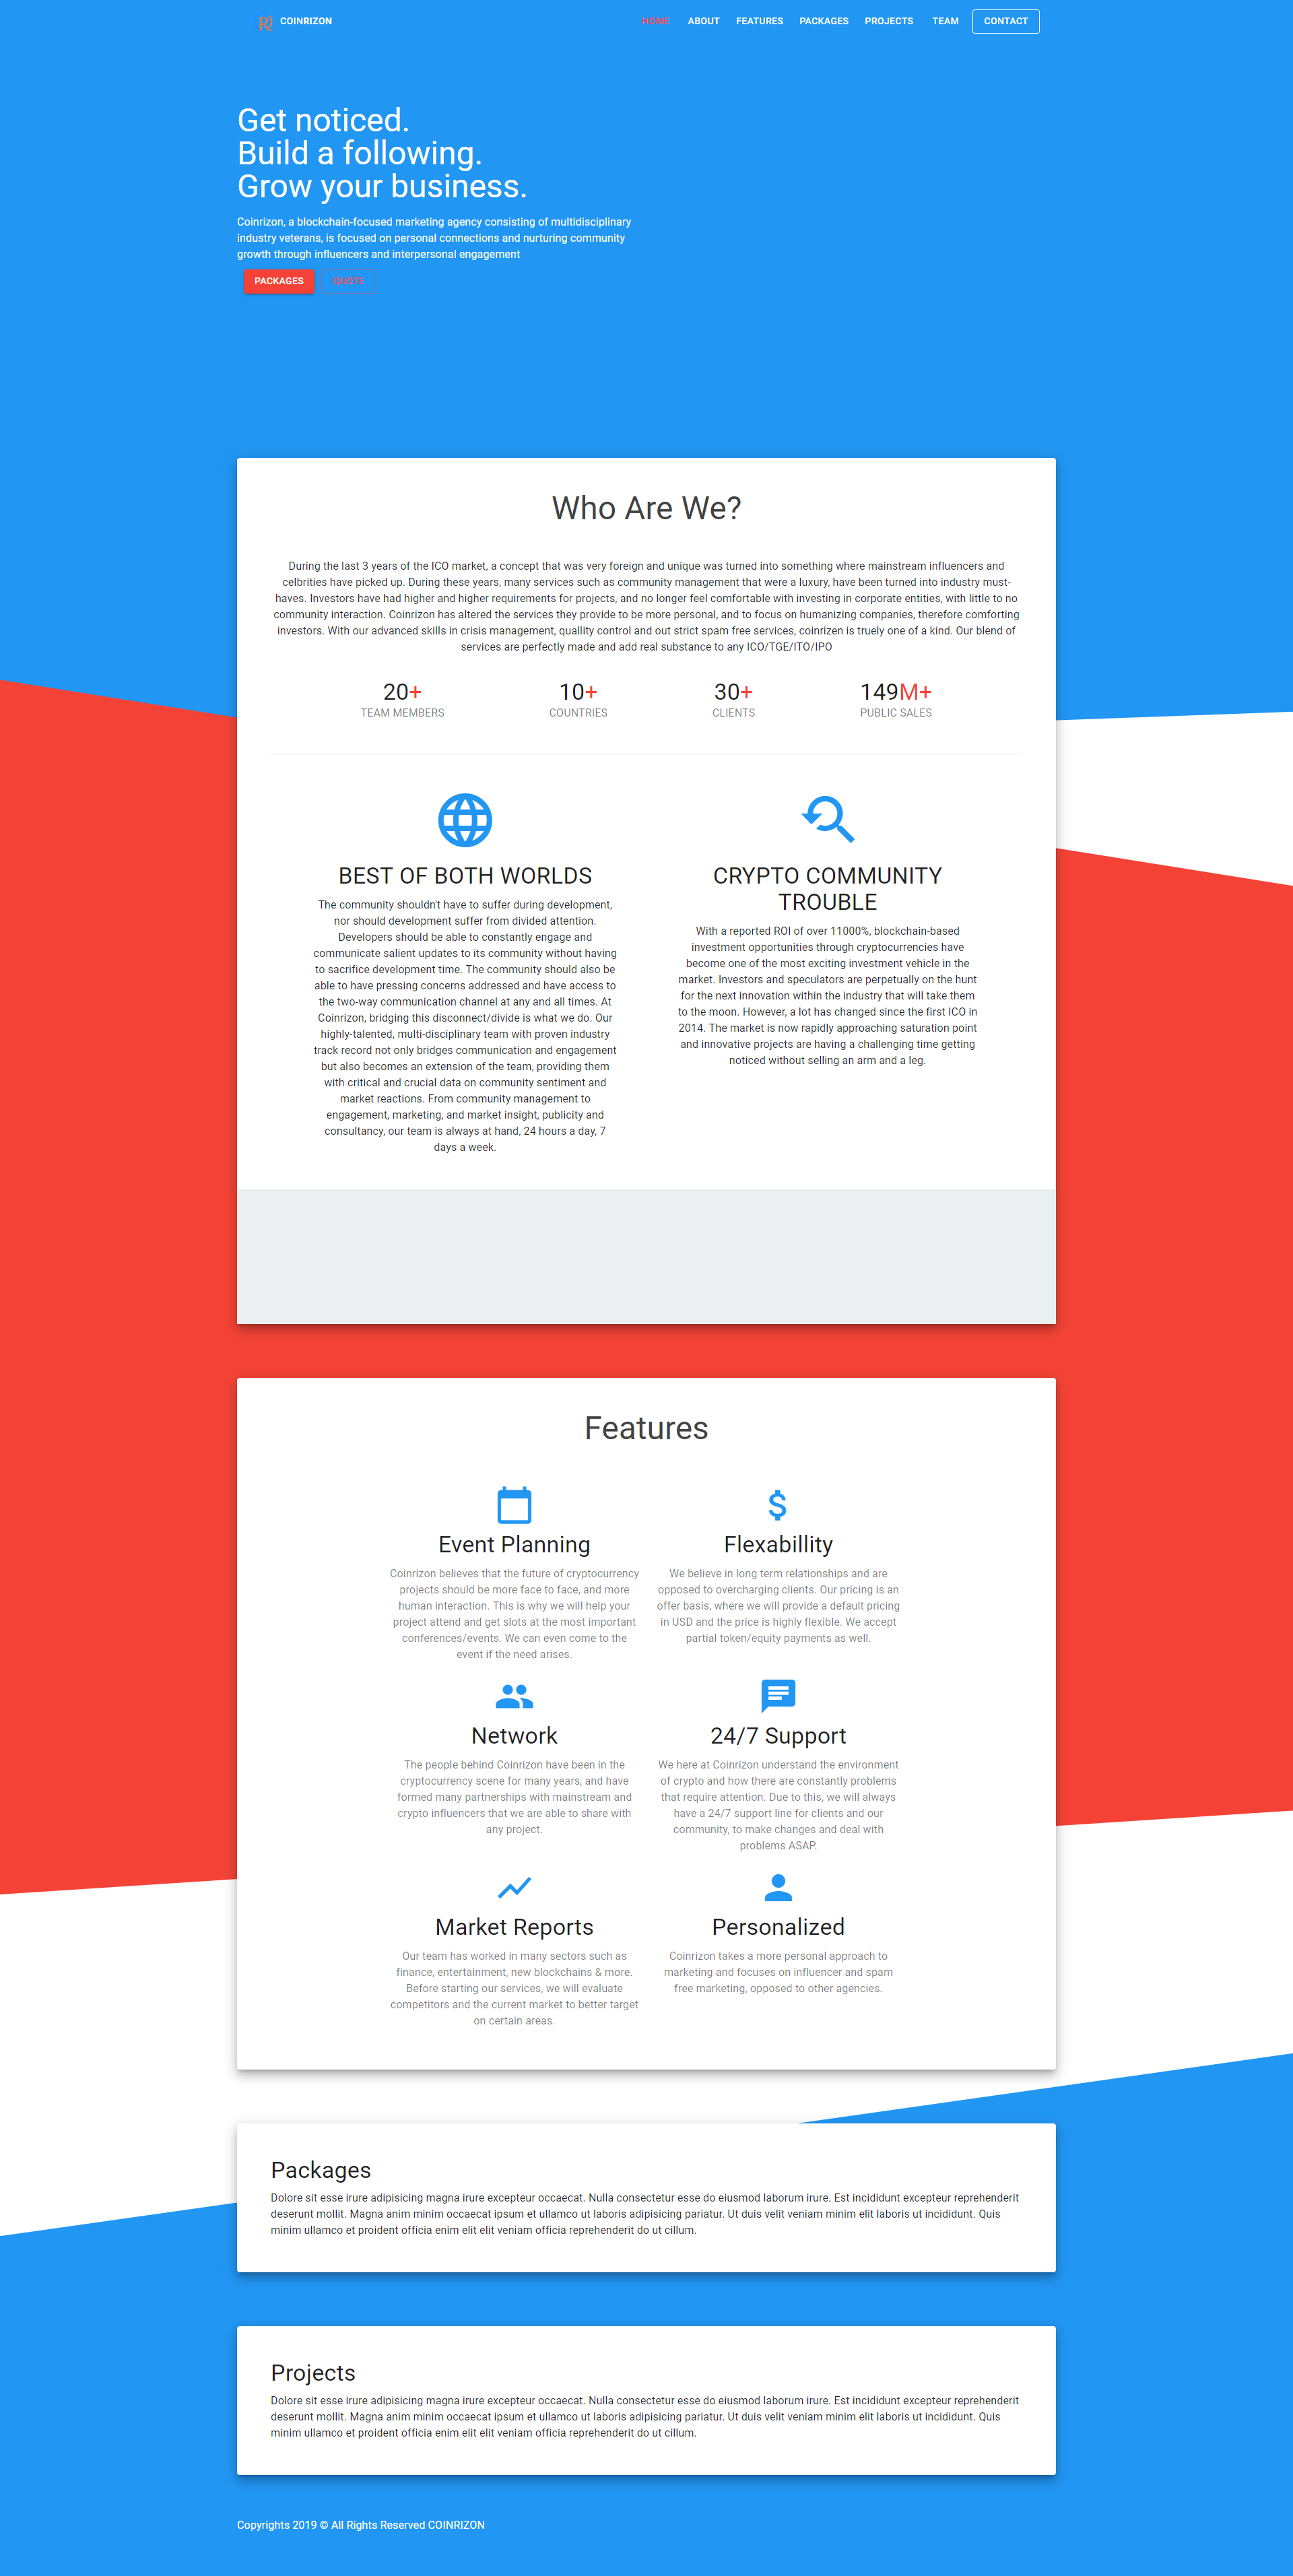 COINRIZON
HOME ABOUT FEATURES PACKAGES PROJECTS TEAM CONTACT
Get noticed.
Build a following.
Grow your business.
Coinrizon, a blockchain-focused marketing agency consisting of multidisciplinary
industry veterans, is focused on personal connections and nurturing community
growth through influencers and interpersonal engagement
PACKAGES QUOTE
Who Are We?
During the last 3 years of the ICO market, a concept that was very foreign and unique was turned into something where mainstream influencers and
celbrities have picked up. During these years, many services such as community management that were a luxury, have been turned into industry must-
haves. Investors have had higher and higher requirements for projects, and no longer feel comfortable with investing in corporate entities, with little to no
community interaction. Coinrizon has altered the services they provide to be more personal, and to focus on humanizing companies, therefore comforting
investors. With our advanced skills in crisis management, quallity control and out strict spam free services, coinrizen is truely one of a kind. Our blend of
services are perfectly made and add real substance to any ICO/TGE/ITO/IPO
20+ 10+ 30+ 149M+
TEAM MEMBERS COUNTRIES CLIENTS PUBLIC SALES
BEST OF BOTH WORLDS
The community shouldn't have to suffer during development,
nor should development suffer from divided attention.
Developers should be able to constantly engage and
communicate salient updates to its community without having
to sacrifice development time. The community should also be
able to have pressing concerns addressed and have access to
the two-way communication channel at any and all times. At
Coinrizon, bridging this disconnect/divide is what we do. Our
highly-talented, multi-disciplinary team with proven industry
track record not only bridges communication and engagement
but also becomes an extension of the team, providing them
with critical and crucial data on community sentiment and
market reactions. From community management to
engagement, marketing, and market insight, publicity and
consultancy, our team is always at hand, 24 hours a day, 7
days a week.
CRYPTO COMMUNITY
TROUBLE
With a reported ROI of over 11000%, blockchain-based
investment opportunities through cryptocurrencies have
become one of the most exciting investment vehicle in the
market. Investors and speculators are perpetually on the hunt
for the next innovation within the industry that will take them
to the moon. However, a lot has changed since the first ICO in
2014. The market is now rapidly approaching saturation point
and innovative projects are having a challenging time getting
noticed without selling an arm and a leg.
Features
Event Planning
Coinrizon believes that the future of cryptocurrency
projects should be more face to face, and more
human interaction. This is why we will help your
project attend and get slots at the most important
conferences/events. We can even come to the
event if the need arises.
Flexabillity
We believe in long term relationships and are
opposed to overcharging clients. Our pricing is an
offer basis, where we will provide a default pricing
in USD and the price is highly flexible. We accept
partial token/equity payments as well.
Network
The people behind Coinrizon have been in the
cryptocurrency scene for many years, and have
formed many partnerships with mainstream and
crypto influencers that we are able to share with
any project.
24/7 Support
We here at Coinrizon understand the environment
of crypto and how there are constantly problems
that require attention. Due to this, we will always
have a 24/7 support line for clients and our
community, to make changes and deal with
problems ASAP.
Market Reports
Our team has worked in many sectors such as
finance, entertainment, new blockchains & more.
Before starting our services, we will evaluate
competitors and the current market to better target
on certain areas.
Personalized
Coinrizon takes a more personal approach to
marketing and focuses on influencer and spam
free marketing, opposed to other agencies.
Packages
Dolore sit esse irure adipisicing magna irure excepteur occaecat. Nulla consectetur esse do eiusmod laborum irure. Est incididunt excepteur reprehenderit
deserunt mollit. Magna anim minim occaecat ipsum et ullamco ut laboris adipisicing pariatur. Ut duis velit veniam minim elit laboris ut incididunt. Quis
minim ullamco et proident officia enim elit elit veniam officia reprehenderit do ut cillum.
Projects
Dolore sit esse irure adipisicing magna irure excepteur occaecat. Nulla consectetur esse do eiusmod laborum irure. Est incididunt excepteur reprehenderit
deserunt mollit. Magna anim minim occaecat ipsum et ullamco ut laboris adipisicing pariatur. Ut duis velit veniam minim elit laboris ut incididunt. Quis
minim ullamco et proident officia enim elit elit veniam officia reprehenderit do ut cillum.
Copyrights 2019 © All Rights Reserved COINRIZON